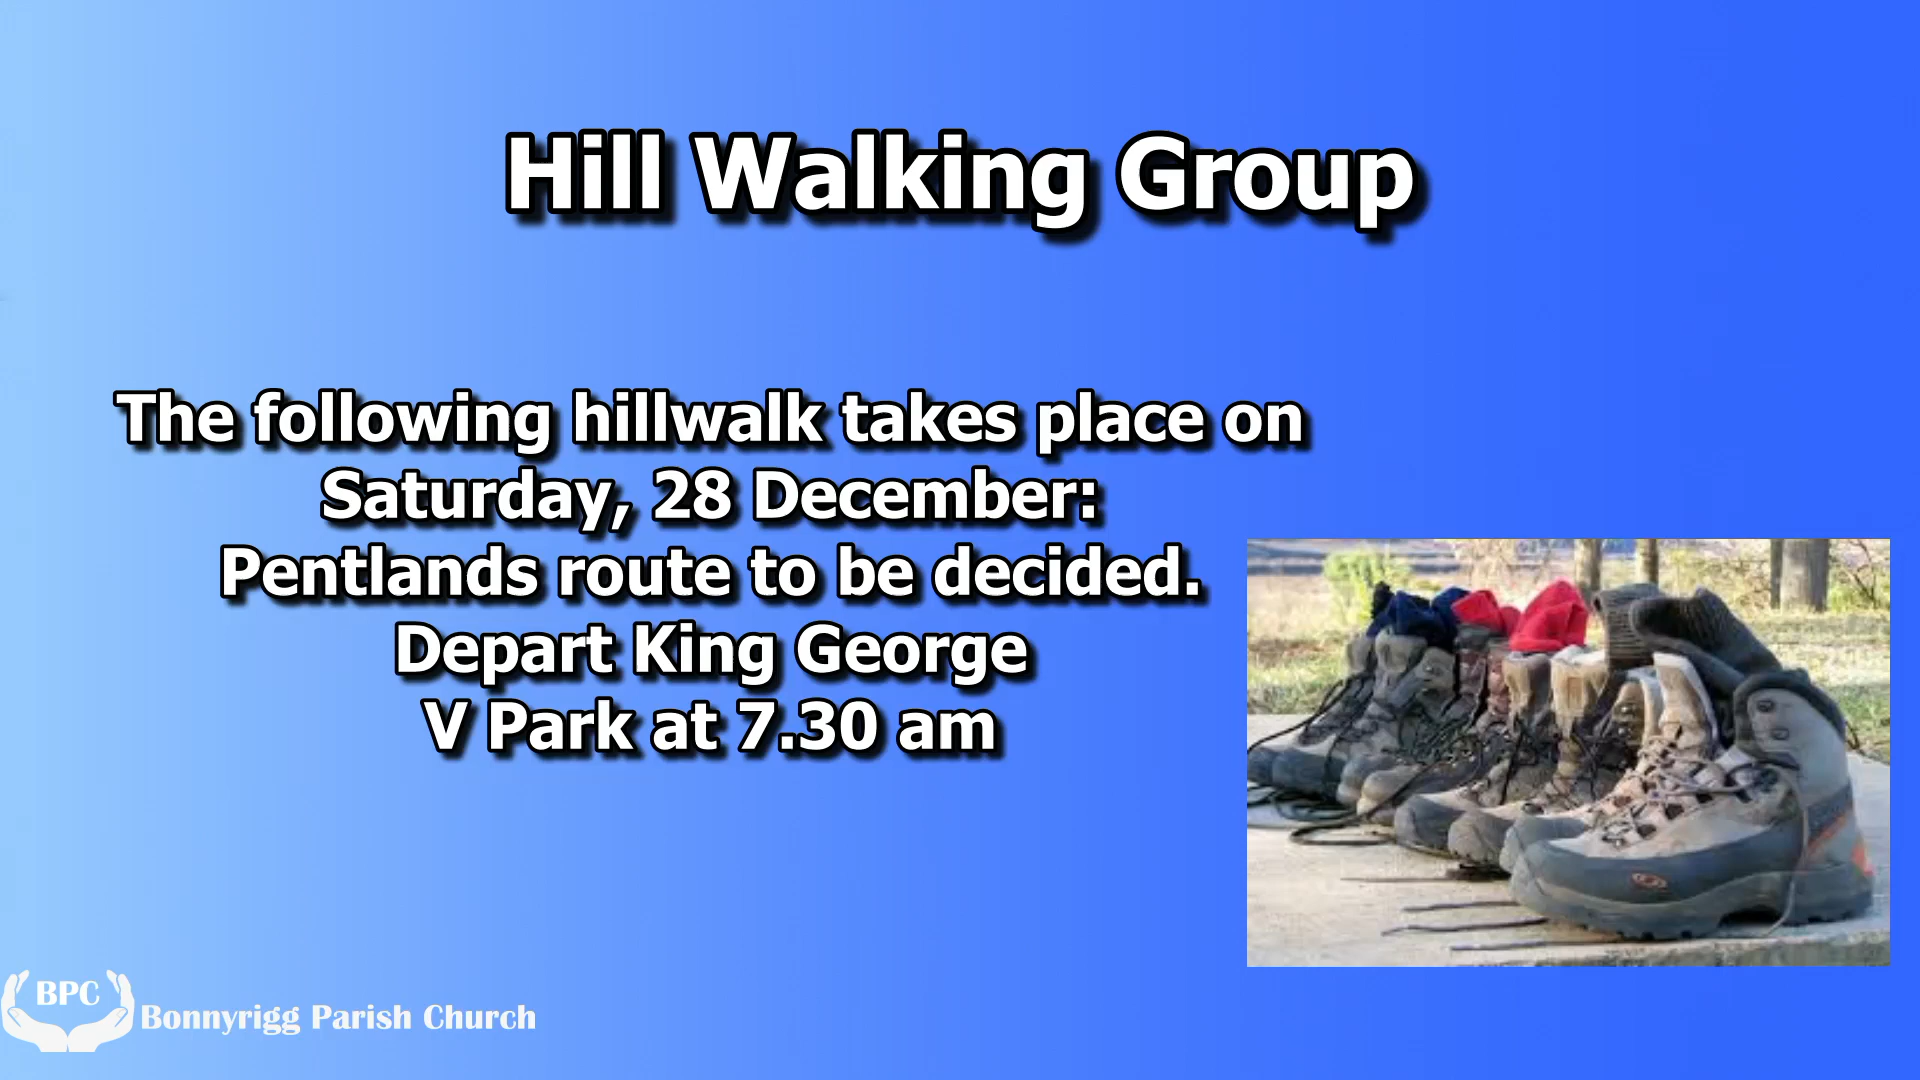 Hill Walking Group
The following hillwalk takes place on
Saturday, 28 December:
Pentlands route to be decided.
Depart King George
V Park at 7.30 am
BPC
Bonnyrigg Parish Church